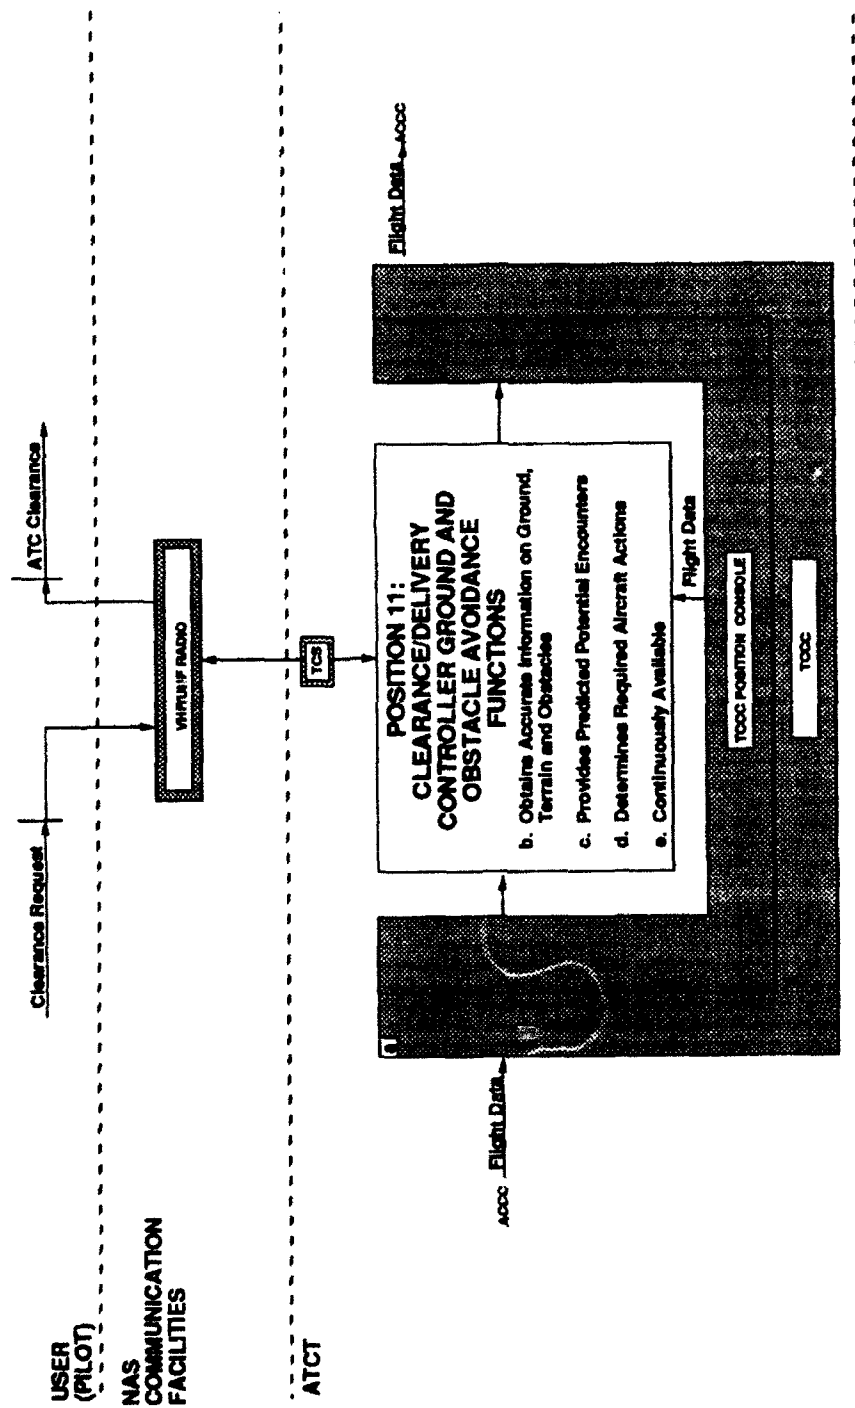 USER
(PILOT)
Clearance Request
ATC Clearance
NAS
COMMUNICATION
FACILITIES
VHF/UHF RADIO
ATCT
TCS
a
POSITION 11:
CLEARANCE/DELIVERY
CONTROLLER GROUND AND
OBSTACLE AVOIDANCE
FUNCTIONS
b. Obtains Accurate Information on Ground,
Terrain and Obstacles
c. Provides Predicted Potential Encounters
d. Determines Required Aircraft Actions
e. Continuously Available
ACCC Flight Data
Flight Data ACCC
Flight Data
TCCC POSITION CONSOLE
TCCC